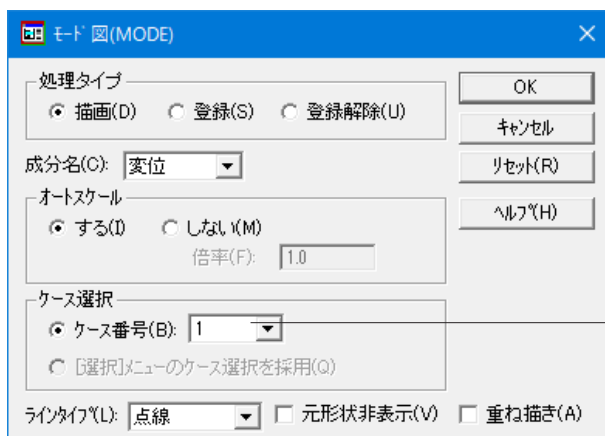 モード図(MODE)
処理タイプ
描画(D) 登録(S) 登録解除(U)
OK
キャンセル
成分名(C): 変位
リセット(R)
オートスケール
する(I) しない(M)
ヘルプ(H)
倍率(F): 1.0
ケース選択
ケース番号(B): 1
[選択]メニューのケース選択を採用(Q)
ラインタイプ(L): 点線 元形状非表示(V) 重ね描き(A)